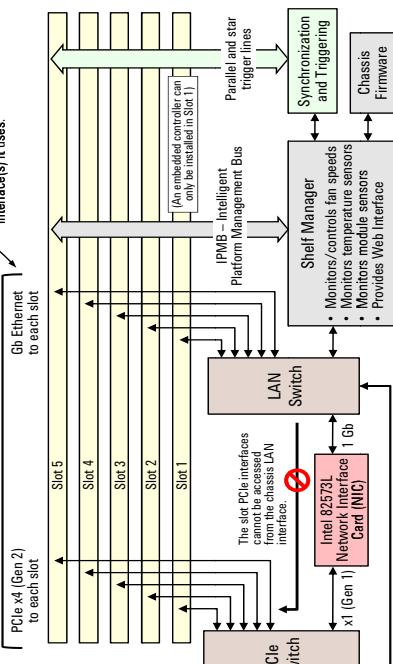 interface(s) it uses.
PCIe x4 (Gen 2)
to each slot
Gb Ethernet
to each slot
Slot 5
Slot 4
Slot 3
Slot 2
Slot 1
(An embedded controller can
only be installed in Slot 1)
Parallel and star
trigger lines
Synchronization
and Triggering
Chassis
Firmware
IPMB – Intelligent
Platform Management Bus
Shelf Manager
• Monitors/controls fan speeds
• Monitors temperature sensors
• Monitors module sensors
• Provides Web Interface
LAN
Switch
The slot PCIe interfaces
cannot be accessed
from the chassis LAN
interface.
1 Gb
Intel 82573L
Network Interface
Card (NIC)
x1 (Gen 1)